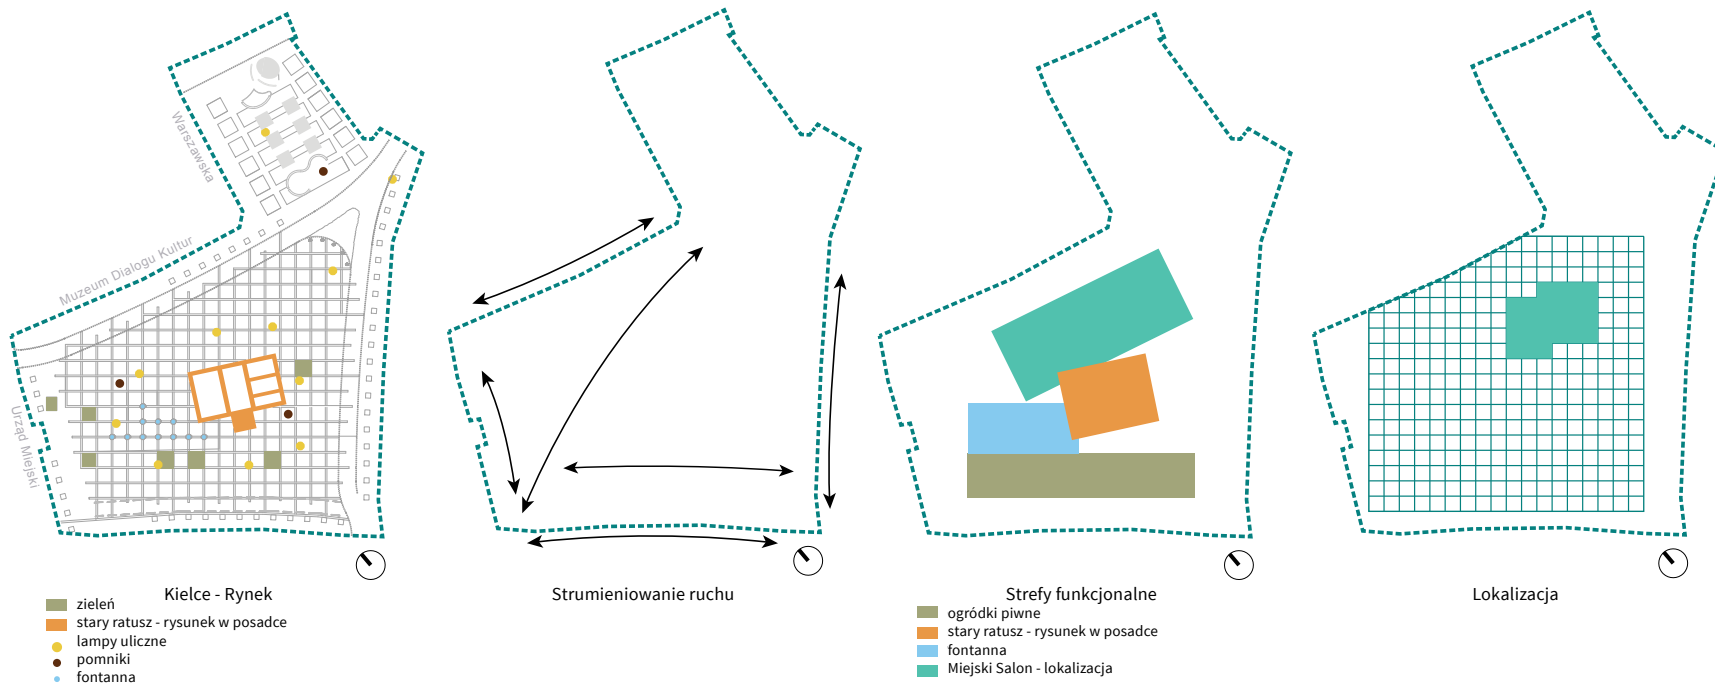 Warszawska
Muzeum Dialogu Kultur
Urząd Miejski
Kielce - Rynek
zieleń
stary ratusz - rysunek w posadce
lampy uliczne
pomniki
fontanna
Strumieniowanie ruchu
Strefy funkcjonalne
ogródki piwne
stary ratusz - rysunek w posadce
fontanna
Miejski Salon - lokalizacja
Lokalizacja